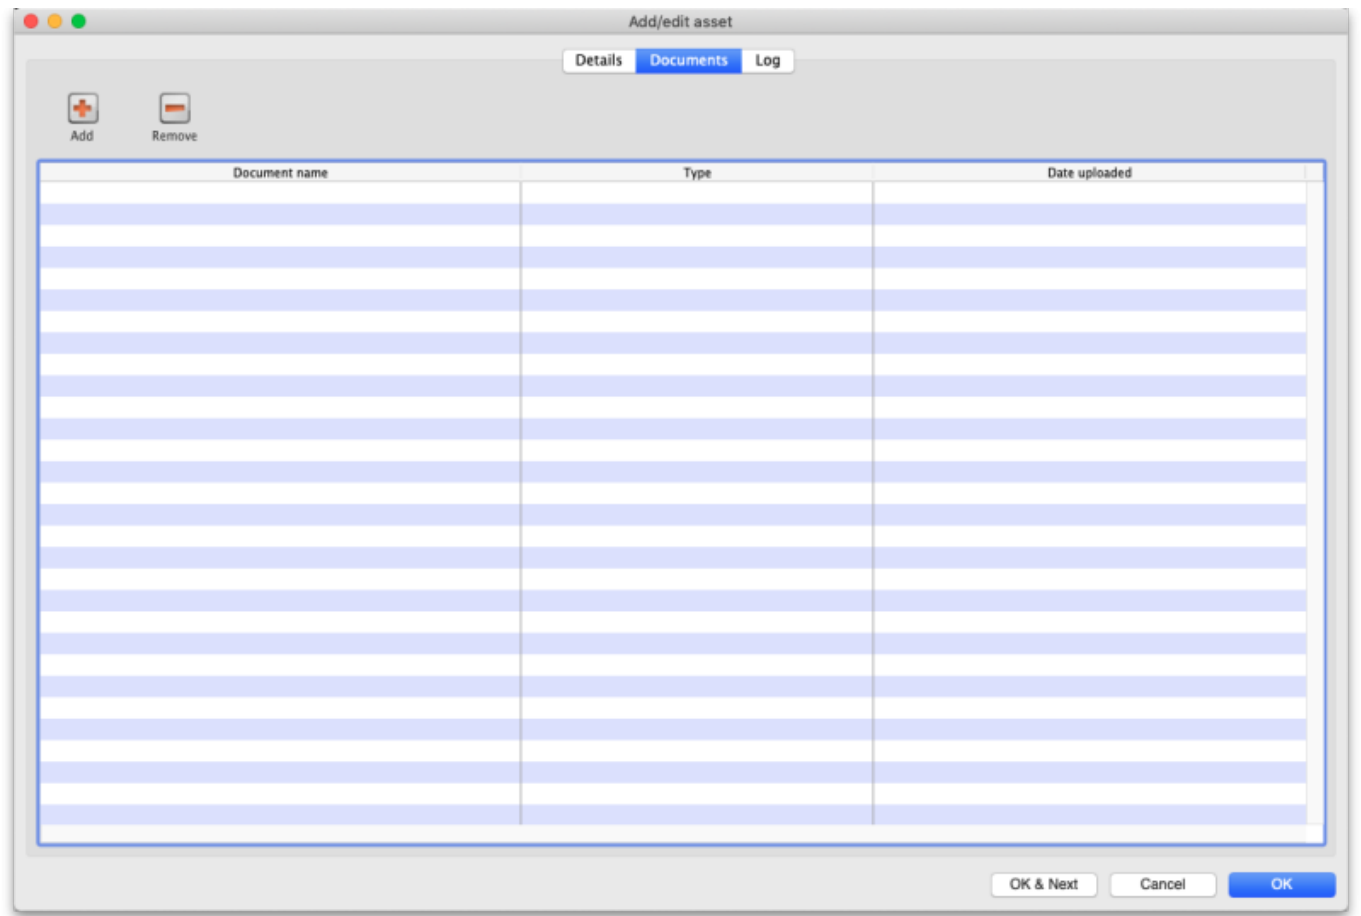 Add/edit asset
Details Documents Log
Add Remove
Document name Type Date uploaded
OK & Next Cancel OK